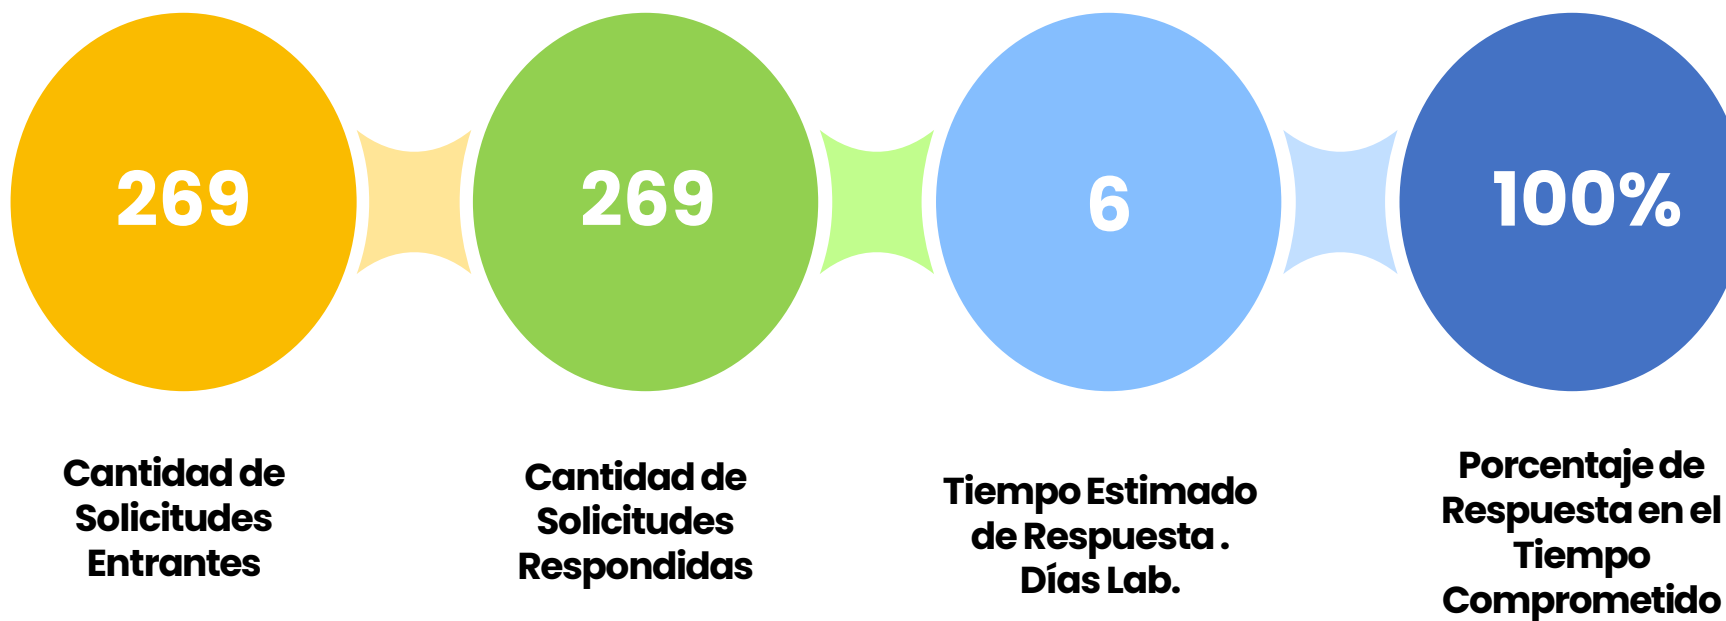 269
Cantidad de
Solicitudes
Entrantes
269
Cantidad de
Solicitudes
Respondidas
6
Tiempo Estimado
de Respuesta .
Días Lab.
100%
Porcentaje de
Respuesta en el
Tiempo
Comprometido